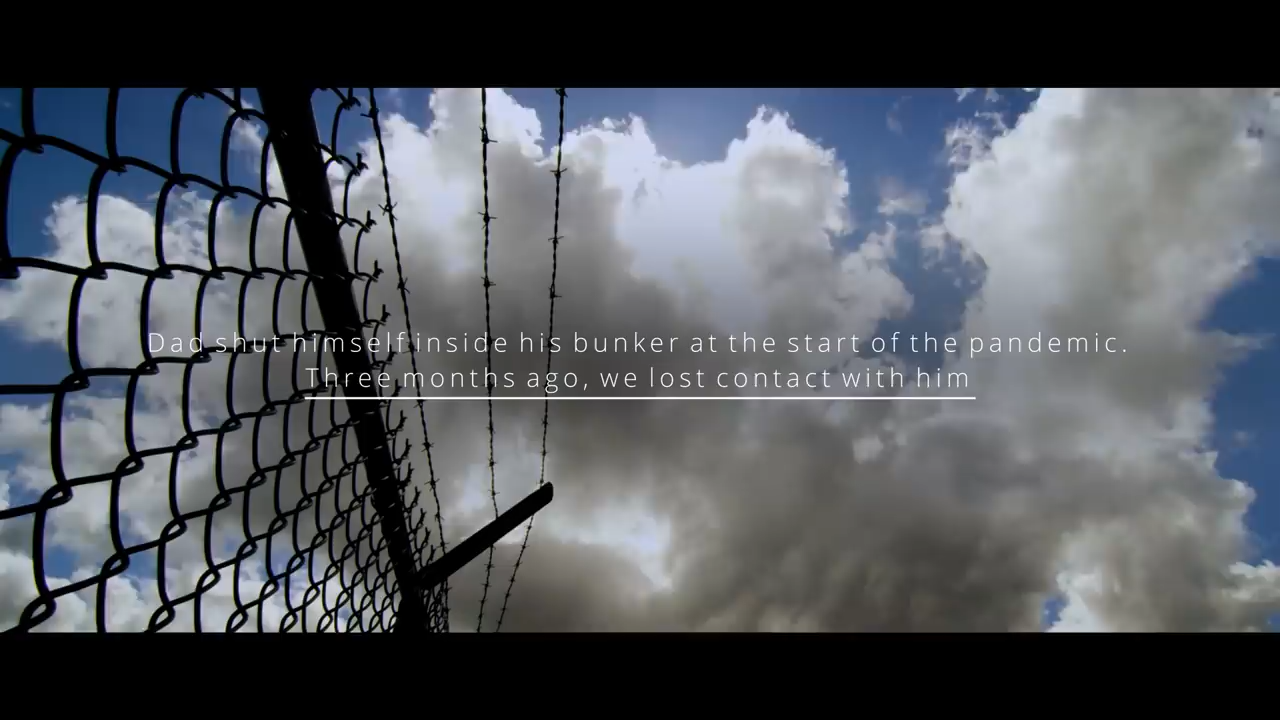 Dad shut himself inside his bunker at the start of the pandemic.
Three months ago, we lost contact with him